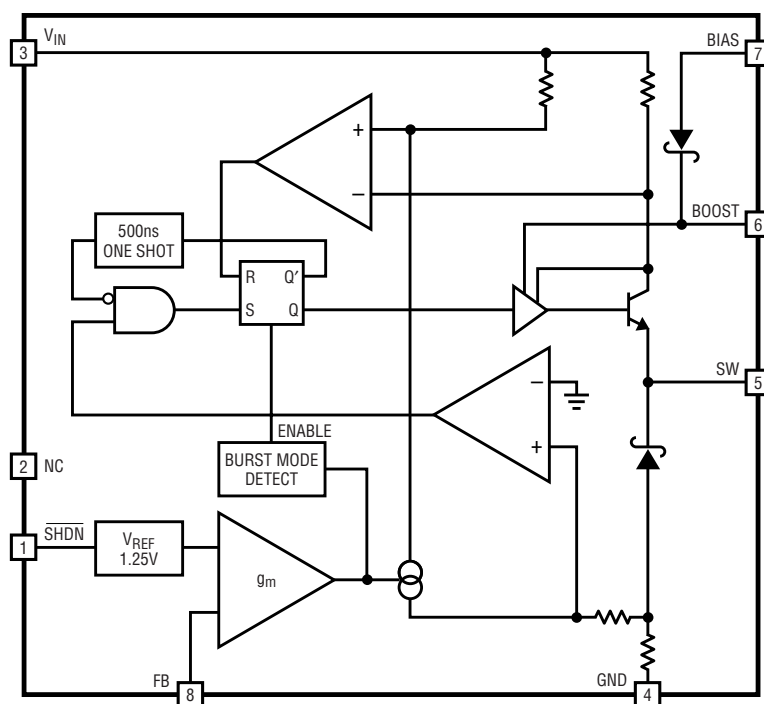 VIN
3
BIAS
7
+
−
500ns
ONE SHOT
BOOST
6
R Q′
S Q
SW
5
−
+
ENABLE
BURST MODE
DETECT
2 NC
1 SHDN
VREF
1.25V
gm
FB
8
GND
4